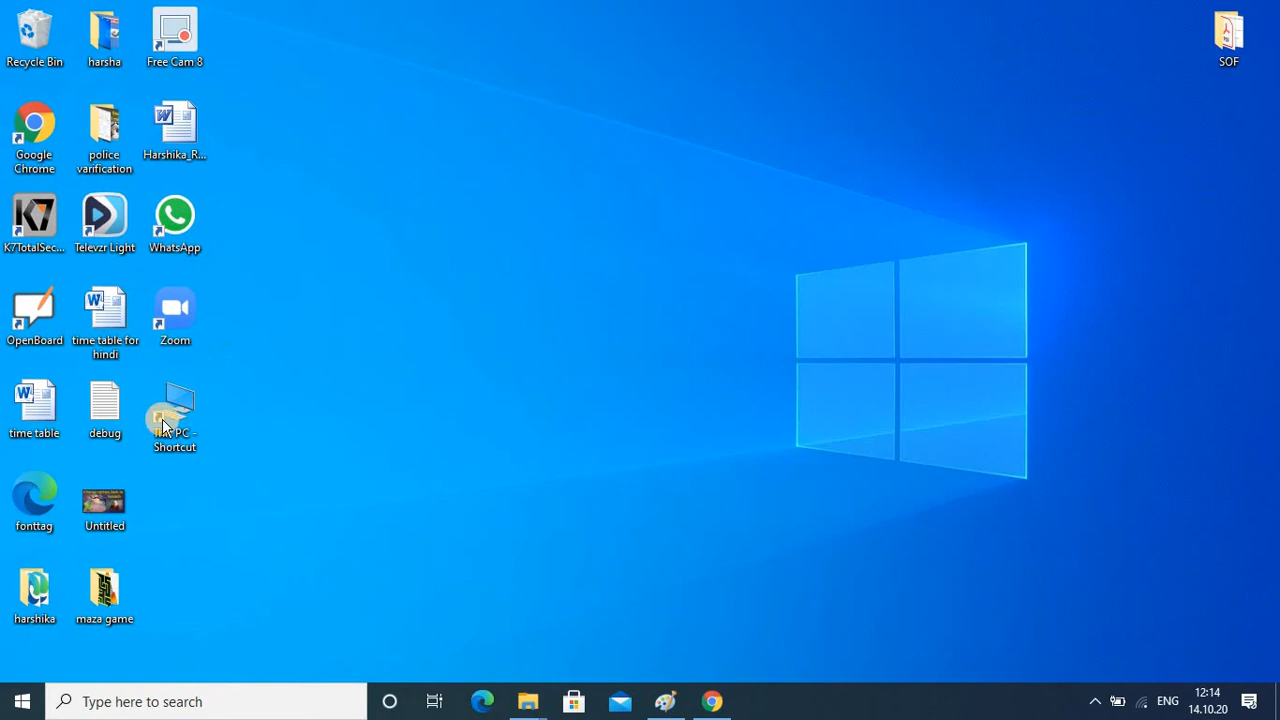 Recycle Bin
harsha
Free Cam 8
SOF
Google
Chrome
police
varification
Harshika_R...
K7TotalSec...
Televzr Light
WhatsApp
OpenBoard
time table for
hindi
Zoom
time table
debug
PC -
Shortcut
fonttag
Untitled
harshika
maza game
Type here to search
ENG
12:14
14.10.20